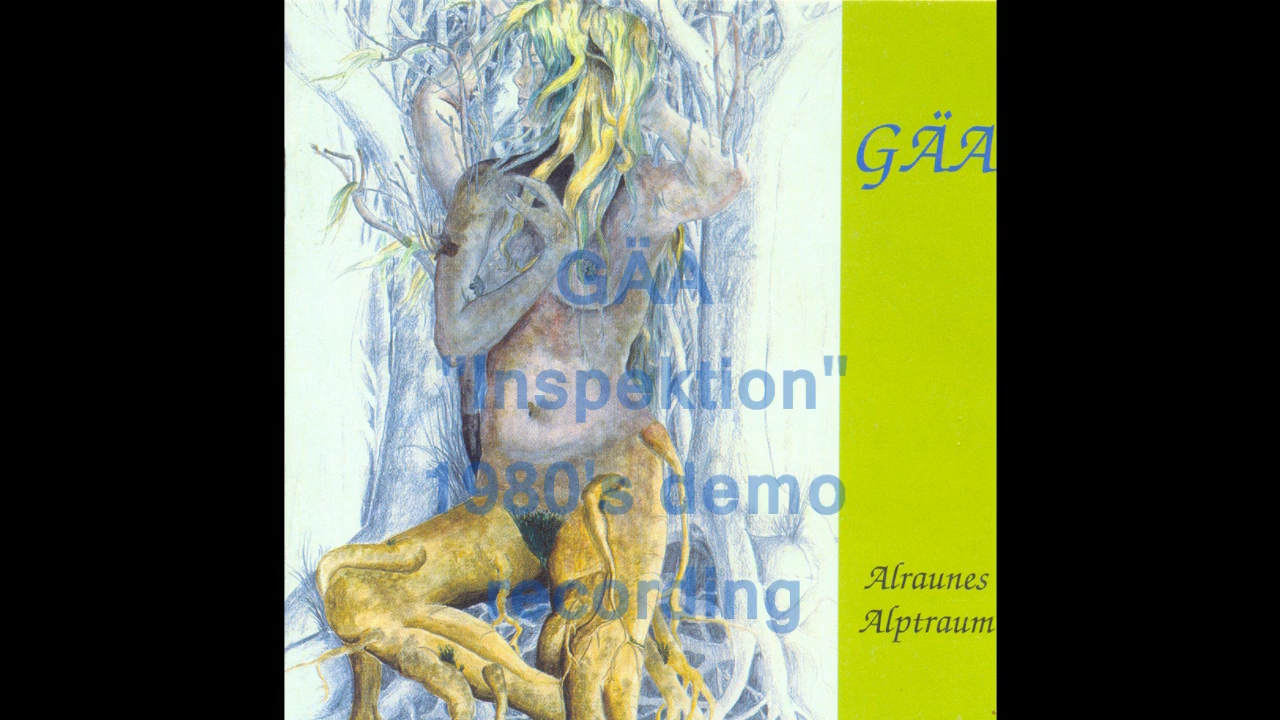 GÄA
GÄA
"Inspektion"
1980's demo
recording
Alraunes
Alptraum